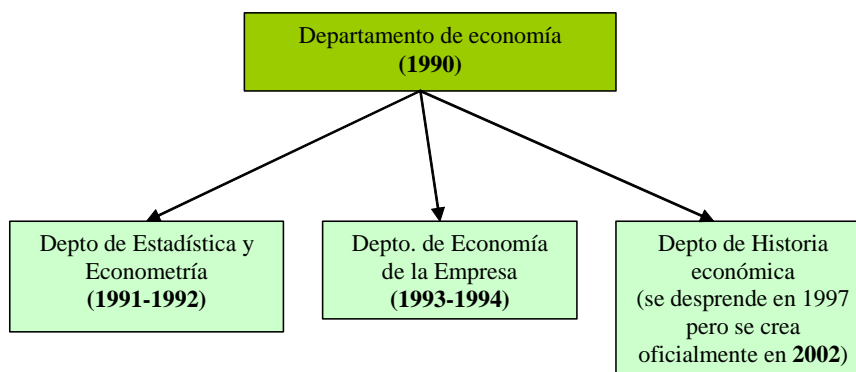 Departamento de economía
(1990)
Depto de Estadística y
Econometría
(1991-1992)
Depto. de Economía
de la Empresa
(1993-1994)
Depto de Historia
económica
(se desprende en 1997
pero se crea
oficialmente en 2002)